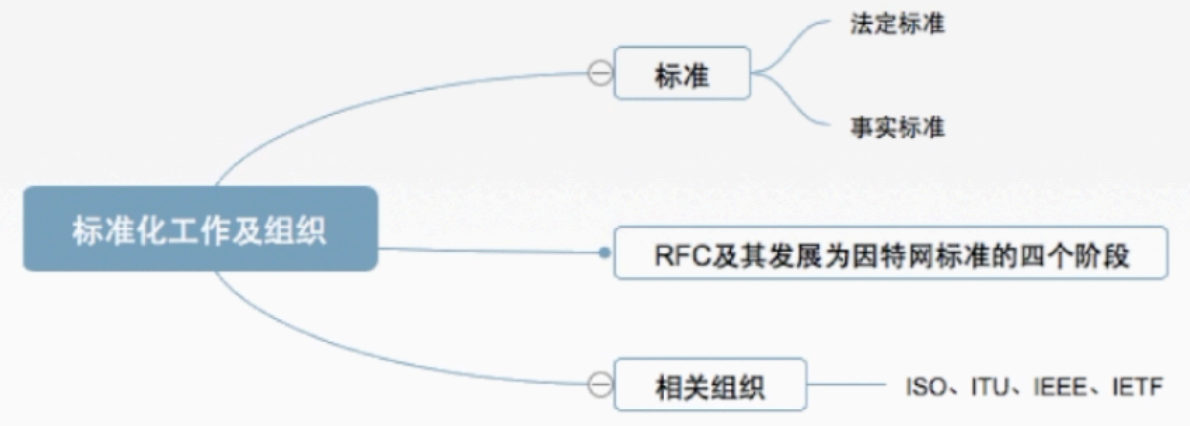 法定标准
标准
事实标准
标准化工作及组织
RFC及其发展为因特网标准的四个阶段
相关组织
ISO、ITU、IEEE、IETF